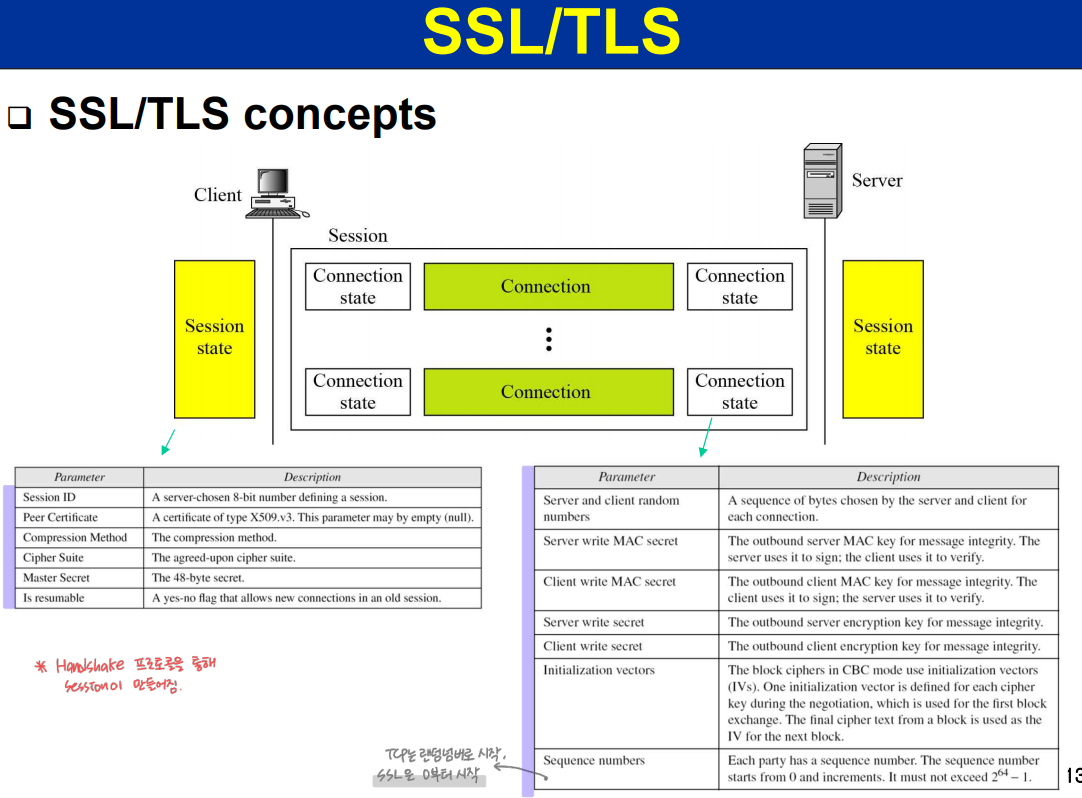 SSL/TLS
SSL/TLS concepts
Client
Server
Session
Session
state
Connection
state
Connection
Connection
state
Session
state
Connection
state
Connection
Connection
state
Parameter Description
Session ID A server-chosen 8-bit number defining a session.
Peer Certificate A certificate of type X509.v3. This parameter may by empty (null).
Compression Method The compression method.
Cipher Suite The agreed-upon cipher suite.
Master Secret The 48-byte secret.
Is resumable A yes-no flag that allows new connections in an old session.
* Handshake 프로토콜을 통해
session이 만들어짐.
Parameter Description
Server and client random A sequence of bytes chosen by the server and client for
numbers each connection.
Server write MAC secret The outbound server MAC key for message integrity. The
server uses it to sign; the client uses it to verify.
Client write MAC secret The outbound client MAC key for message integrity. The
client uses it to sign; the server uses it to verify.
Server write secret The outbound server encryption key for message integrity.
Client write secret The outbound client encryption key for message integrity.
Initialization vectors The block ciphers in CBC mode use initialization vectors
(IVs). One initialization vector is defined for each cipher
key during the negotiation, which is used for the first block
exchange. The final cipher text from a block is used as the
IV for the next block.
Sequence numbers Each party has a sequence number. The sequence number
starts from 0 and increments. It must not exceed 2^64 – 1.
TCP는 랜덤넘버로 시작,
SSL은 0부터 시작
13